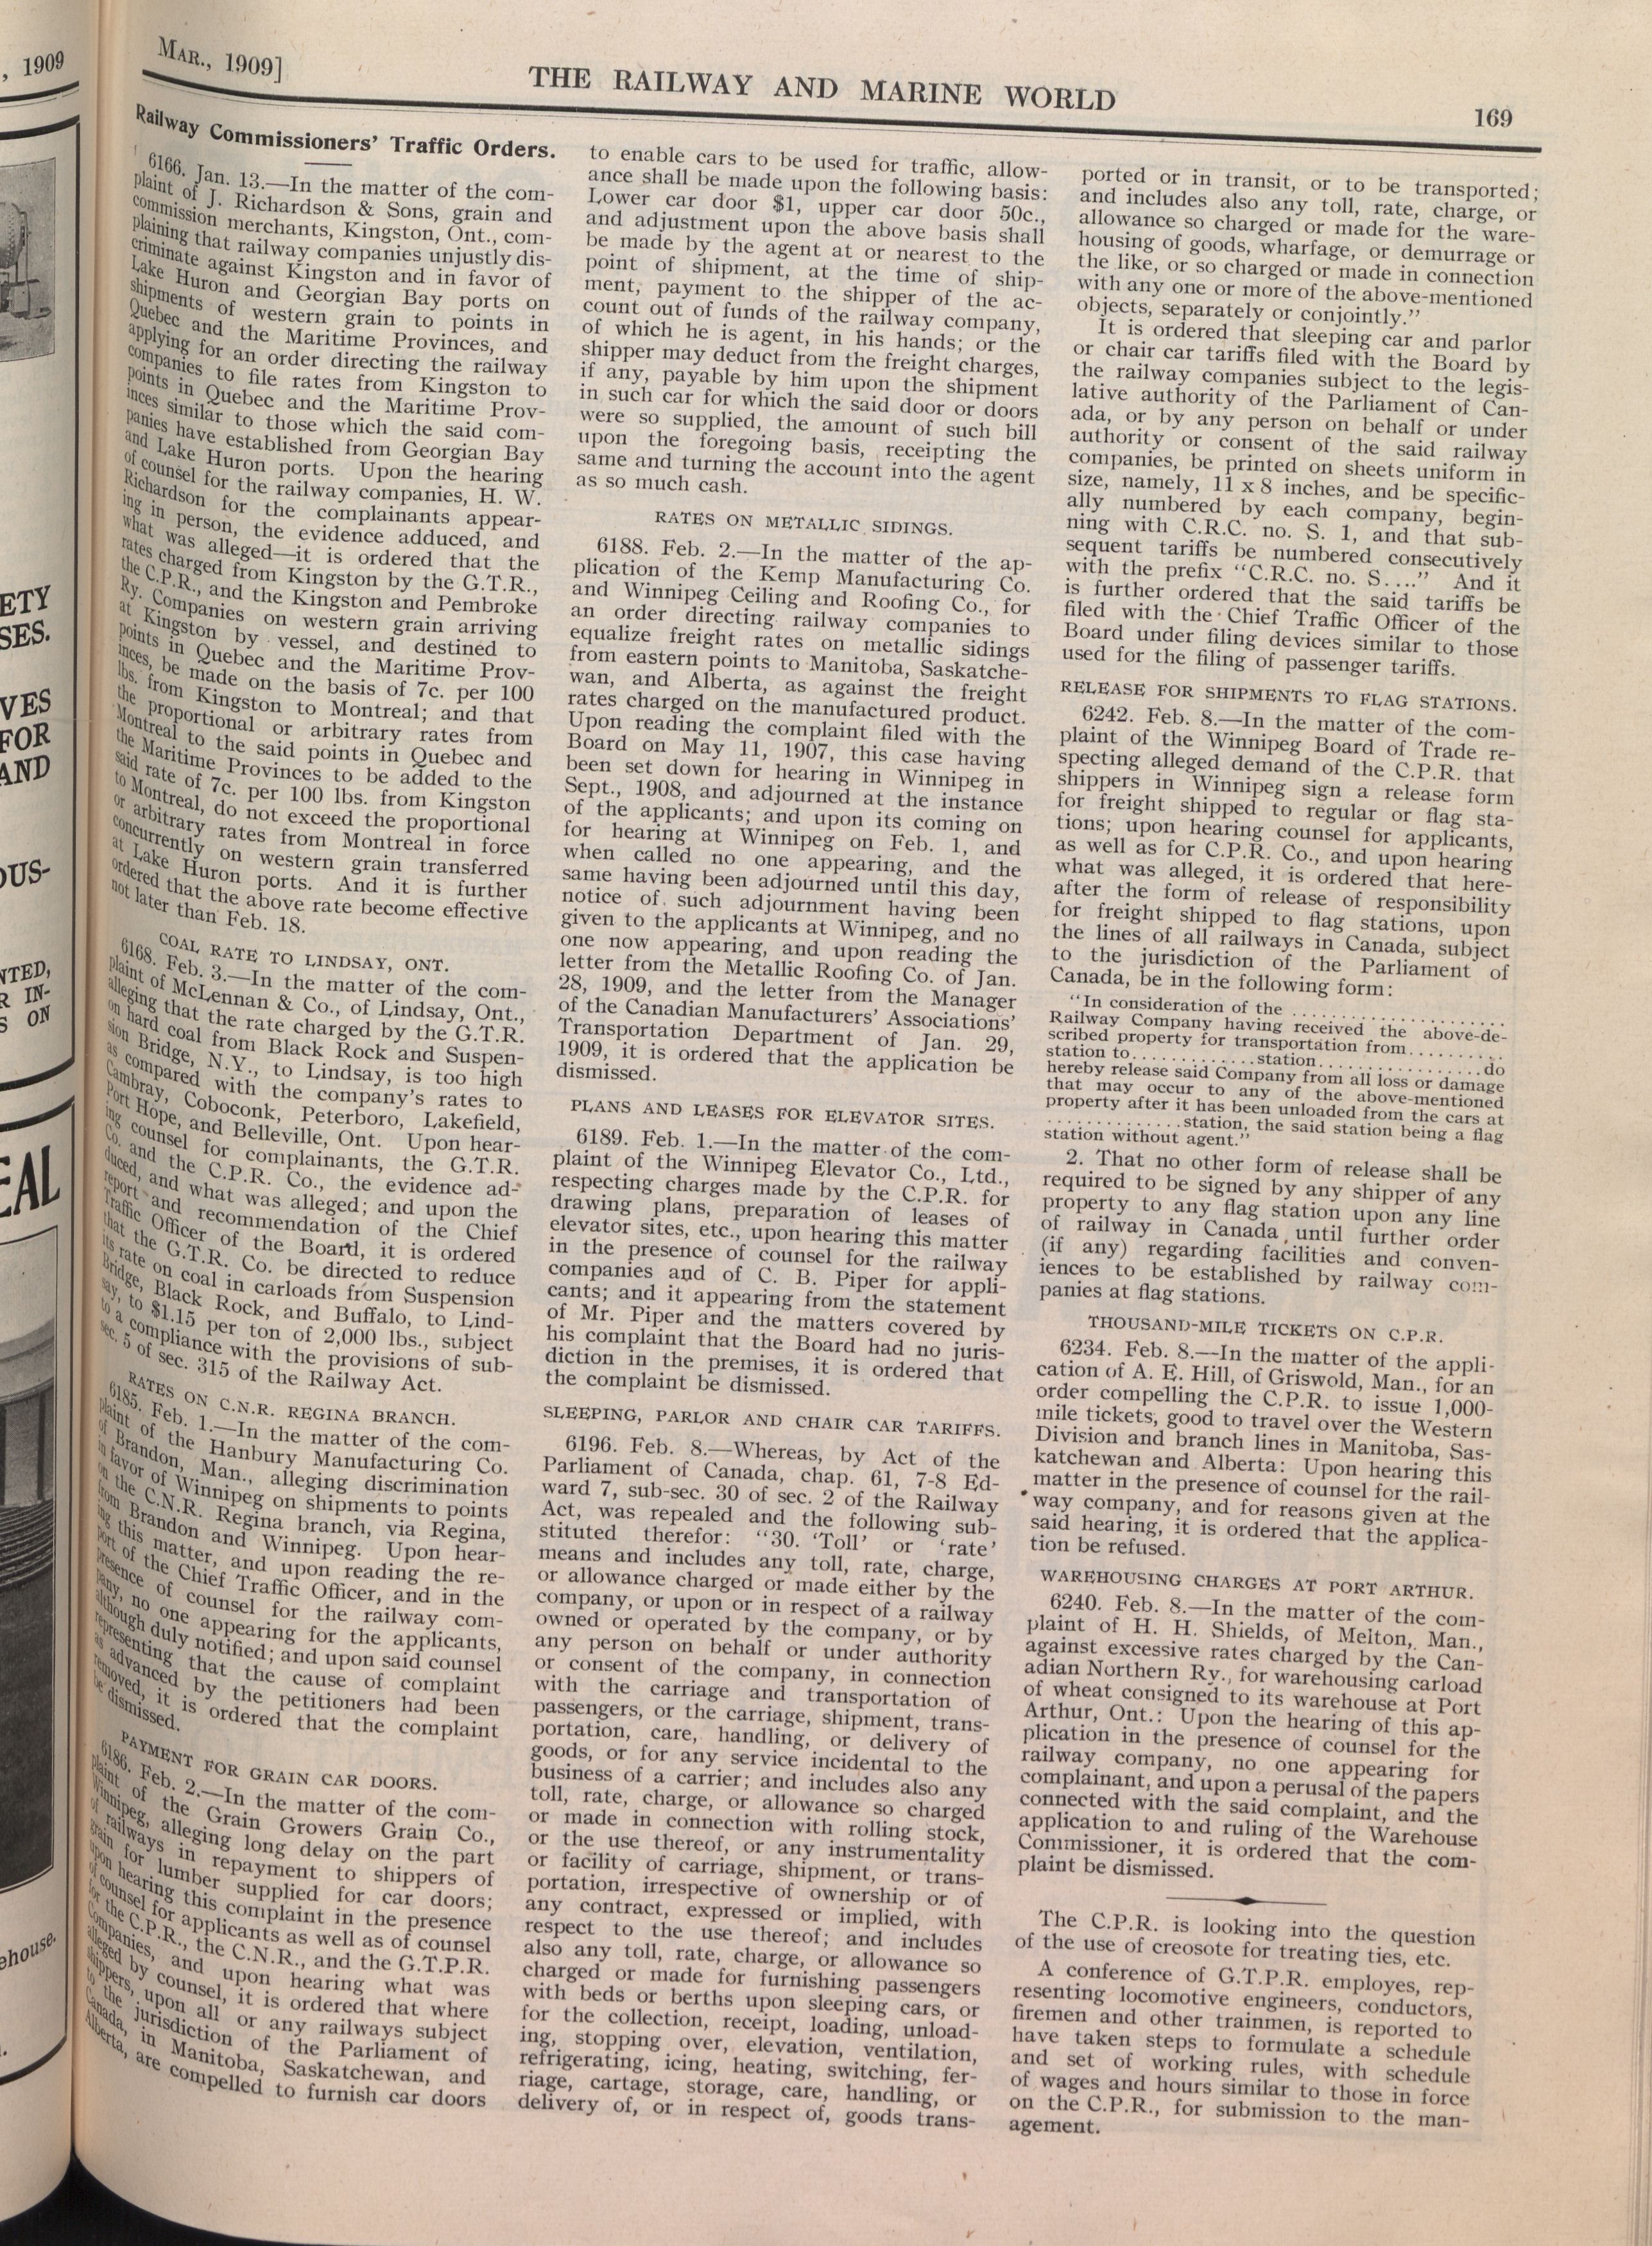 , 1909
ETY
SES.
VES
FOR
AND
OUS-
NTED,
R IN-
S ON
EAL
ehouse.
MAR., 1909]
THE RAILWAY AND MARINE WORLD
169
Railway Commissioners' Traffic Orders.
6166. Jan. 13.—In the matter of the com-
plaint of J. Richardson & Sons, grain and
commission merchants, Kingston, Ont., com-
plaining that railway companies unjustly dis-
criminate against Kingston and in favor of
Lake Huron and Georgian Bay ports on
shipments of western grain to points in
Quebec and the Maritime Provinces, and
applying for an order directing the railway
companies to file rates from Kingston to
points in Quebec and the Maritime Prov-
inces similar to those which the said com-
panies have established from Georgian Bay
and Lake Huron ports. Upon the hearing
of counsel for the railway companies, H. W.
Richardson for the complainants appear-
ing in person, the evidence adduced, and
what was alleged—it is ordered that the
rates charged from Kingston by the G.T.R.,
the C.P.R., and the Kingston and Pembroke
Ry. Companies on western grain arriving
at Kingston by vessel, and destined to
points in Quebec and the Maritime Prov-
inces, be made on the basis of 7c. per 100
lbs. from Kingston to Montreal; and that
the proportional or arbitrary rates from
Montreal to the said points in Quebec and
the Maritime Provinces to be added to the
said rate of 7c. per 100 lbs. from Kingston
to Montreal, do not exceed the proportional
or arbitrary rates from Montreal in force
concurrently on western grain transferred
at Lake Huron ports. And it is further
ordered that the above rate become effective
not later than Feb. 18.
COAL RATE TO LINDSAY, ONT.
6168. Feb. 3.—In the matter of the com-
plaint of McLennan & Co., of Lindsay, Ont.,
alleging that the rate charged by the G.T.R.
on hard coal from Black Rock and Suspen-
sion Bridge, N.Y., to Lindsay, is too high
as compared with the company's rates to
Cambray, Coboconk, Peterboro, Lakefield,
Port Hope, and Belleville, Ont. Upon hear-
ing counsel for complainants, the G.T.R.
Co. and the C.P.R. Co., the evidence ad-
duced, and what was alleged; and upon the
report and recommendation of the Chief
Traffic Officer of the Board, it is ordered
that the G.T.R. Co. be directed to reduce
its rate on coal in carloads from Suspension
Bridge, Black Rock, and Buffalo, to Lind-
say, to $1.15 per ton of 2,000 lbs., subject
to a compliance with the provisions of sub-
sec. 5 of sec. 315 of the Railway Act.
RATES ON C.N.R. REGINA BRANCH.
6185. Feb. 1.—In the matter of the com-
plaint of the Hanbury Manufacturing Co.
of Brandon, Man., alleging discrimination
in favor of Winnipeg on shipments to points
on the C.N.R. Regina branch, via Regina,
from Brandon and Winnipeg. Upon hear-
ing this matter, and upon reading the re-
port of the Chief Traffic Officer, and in the
presence of counsel for the railway com-
pany, no one appearing for the applicants,
although duly notified; and upon said counsel
representing that the cause of complaint
as advanced by the petitioners had been
removed, it is ordered that the complaint
be dismissed.
PAYMENT FOR GRAIN CAR DOORS.
6186. Feb. 2.—In the matter of the com-
plaint of the Grain Growers Grain Co.,
Winnipeg, alleging long delay on the part
of railways in repayment to shippers of
grain for lumber supplied for car doors;
upon hearing this complaint in the presence
of counsel for applicants as well as of counsel
for the C.P.R., the C.N.R., and the G.T.P.R.
Companies, and upon hearing what was
alleged by counsel, it is ordered that where
shippers, upon all or any railways subject
to the jurisdiction of the Parliament of
Canada, in Manitoba, Saskatchewan, and
Alberta, are compelled to furnish car doors
to enable cars to be used for traffic, allow-
ance shall be made upon the following basis:
Lower car door $1, upper car door 50c.,
and adjustment upon the above basis shall
be made by the agent at or nearest to the
point of shipment, at the time of ship-
ment, payment to the shipper of the ac-
count out of funds of the railway company,
of which he is agent, in his hands; or the
shipper may deduct from the freight charges,
if any, payable by him upon the shipment
in such car for which the said door or doors
were so supplied, the amount of such bill
upon the foregoing basis, receipting the
same and turning the account into the agent
as so much cash.
RATES ON METALLIC SIDINGS.
6188. Feb. 2.—In the matter of the ap-
plication of the Kemp Manufacturing Co.
and Winnipeg Ceiling and Roofing Co., for
an order directing railway companies to
equalize freight rates on metallic sidings
from eastern points to Manitoba, Saskatche-
wan, and Alberta, as against the freight
rates charged on the manufactured product.
Upon reading the complaint filed with the
Board on May 11, 1907, this case having
been set down for hearing in Winnipeg in
Sept., 1908, and adjourned at the instance
of the applicants; and upon its coming on
for hearing at Winnipeg on Feb. 1, and
when called no one appearing, and the
same having been adjourned until this day,
notice of such adjournment having been
given to the applicants at Winnipeg, and no
one now appearing, and upon reading the
letter from the Metallic Roofing Co. of Jan.
28, 1909, and the letter from the Manager
of the Canadian Manufacturers' Associations'
Transportation Department of Jan. 29,
1909, it is ordered that the application be
dismissed.
PLANS AND LEASES FOR ELEVATOR SITES.
6189. Feb. 1.—In the matter of the com-
plaint of the Winnipeg Elevator Co., Ltd.,
respecting charges made by the C.P.R. for
drawing plans, preparation of leases of
elevator sites, etc., upon hearing this matter
in the presence of counsel for the railway
companies and of C. B. Piper for appli-
cants; and it appearing from the statement
of Mr. Piper and the matters covered by
his complaint that the Board had no juris-
diction in the premises, it is ordered that
the complaint be dismissed.
SLEEPING, PARLOR AND CHAIR CAR TARIFFS.
6196. Feb. 8.—Whereas, by Act of the
Parliament of Canada, chap. 61, 7-8 Ed-
ward 7, sub-sec. 30 of sec. 2 of the Railway
Act, was repealed and the following sub-
stituted therefor: "30. 'Toll' or 'rate'
means and includes any toll, rate, charge,
or allowance charged or made either by the
company, or upon or in respect of a railway
owned or operated by the company, or by
any person on behalf or under authority
or consent of the company, in connection
with the carriage and transportation of
passengers, or the carriage, shipment, trans-
portation, care, handling, or delivery of
goods, or for any service incidental to the
business of a carrier; and includes also any
toll, rate, charge, or allowance so charged
or made in connection with rolling stock,
or the use thereof, or any instrumentality
or facility of carriage, shipment, or trans-
portation, irrespective of ownership or of
any contract, expressed or implied, with
respect to the use thereof; and includes
also any toll, rate, charge, or allowance so
charged or made for furnishing passengers
with beds or berths upon sleeping cars, or
for the collection, receipt, loading, unload-
ing, stopping over, elevation, ventilation,
refrigerating, icing, heating, switching, fer-
riage, cartage, storage, care, handling, or
delivery of, or in respect of, goods trans-
ported or in transit, or to be transported;
and includes also any toll, rate, charge, or
allowance so charged or made for the ware-
housing of goods, wharfage, or demurrage or
the like, or so charged or made in connection
with any one or more of the above-mentioned
objects, separately or conjointly."
It is ordered that sleeping car and parlor
or chair car tariffs filed with the Board by
the railway companies subject to the legis-
lative authority of the Parliament of Can-
ada, or by any person on behalf or under
authority or consent of the said railway
companies, be printed on sheets uniform in
size, namely, 11 x 8 inches, and be specific-
ally numbered by each company, begin-
ning with C.R.C. no. S. 1, and that sub-
sequent tariffs be numbered consecutively
with the prefix "C.R.C. no. S...." And it
is further ordered that the said tariffs be
filed with the Chief Traffic Officer of the
Board under filing devices similar to those
used for the filing of passenger tariffs.
RELEASE FOR SHIPMENTS TO FLAG STATIONS.
6242. Feb. 8.—In the matter of the com-
plaint of the Winnipeg Board of Trade re-
specting alleged demand of the C.P.R. that
shippers in Winnipeg sign a release form
for freight shipped to regular or flag sta-
tions; upon hearing counsel for applicants,
as well as for C.P.R. Co., and upon hearing
what was alleged, it is ordered that here-
after the form of release of responsibility
for freight shipped to flag stations, upon
the lines of all railways in Canada, subject
to the jurisdiction of the Parliament of
Canada, be in the following form:
"In consideration of the ......................
Railway Company having received the above-de-
scribed property for transportation from..........
station to.............station.................do
hereby release said Company from all loss or damage
that may occur to any of the above-mentioned
property after it has been unloaded from the cars at
..............station, the said station being a flag
station without agent."
2. That no other form of release shall be
required to be signed by any shipper of any
property to any flag station upon any line
of railway in Canada until further order
(if any) regarding facilities and conven-
iences to be established by railway com-
panies at flag stations.
THOUSAND-MILE TICKETS ON C.P.R.
6234. Feb. 8.—In the matter of the appli-
cation of A. E. Hill, of Griswold, Man., for an
order compelling the C.P.R. to issue 1,000-
mile tickets, good to travel over the Western
Division and branch lines in Manitoba, Sas-
katchewan and Alberta: Upon hearing this
matter in the presence of counsel for the rail-
way company, and for reasons given at the
said hearing, it is ordered that the applica-
tion be refused.
WAREHOUSING CHARGES AT PORT ARTHUR.
6240. Feb. 8.—In the matter of the com-
plaint of H. H. Shields, of Melton, Man.,
against excessive rates charged by the Can-
adian Northern Ry., for warehousing carload
of wheat consigned to its warehouse at Port
Arthur, Ont.: Upon the hearing of this ap-
plication in the presence of counsel for the
railway company, no one appearing for
complainant, and upon a perusal of the papers
connected with the said complaint, and the
application to and ruling of the Warehouse
Commissioner, it is ordered that the com-
plaint be dismissed.
The C.P.R. is looking into the question
of the use of creosote for treating ties, etc.
A conference of G.T.P.R. employes, rep-
resenting locomotive engineers, conductors,
firemen and other trainmen, is reported to
have taken steps to formulate a schedule
and set of working rules, with schedule
of wages and hours similar to those in force
on the C.P.R., for submission to the man-
agement.